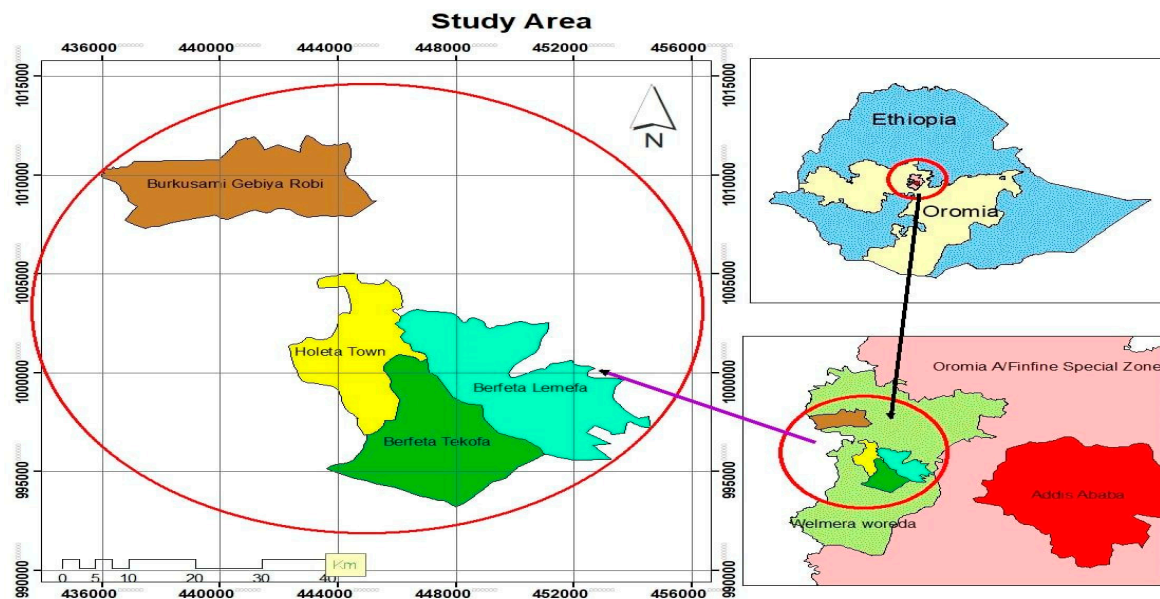 Study Area
436000 440000 444000 448000 452000 456000
1015000
1010000
1005000
1000000
995000
990000
N
Burkusami Gebiya Robi
Holeta Town
Berfeta Lemefa
Berfeta Tekofa
Km
0 5 10 20 30 40
436000 440000 444000 448000 452000 456000
1015000
1010000
1005000
1000000
995000
990000
Ethiopia
Oromia
Oromia A/Finfine Special Zone
Addis Ababa
Welmera woreda